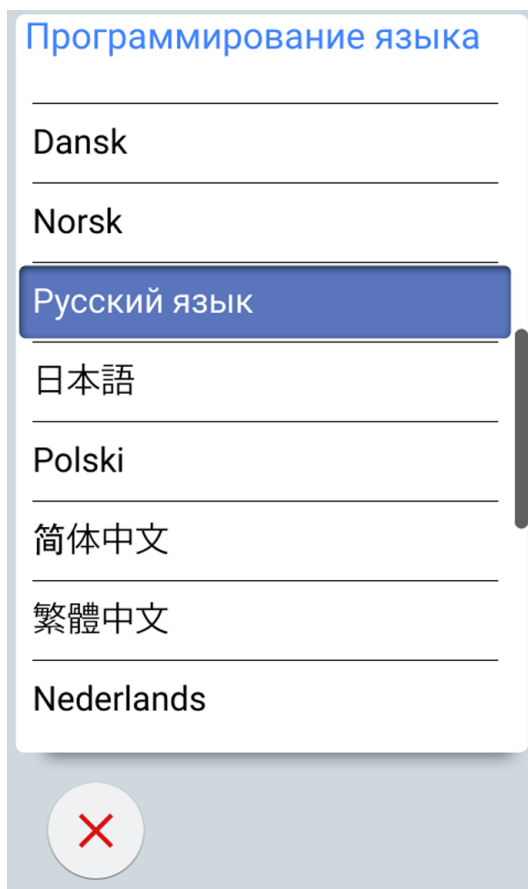 Программирование языка
Dansk
Norsk
Русский язык
日本語
Polski
简体中文
繁體中文
Nederlands